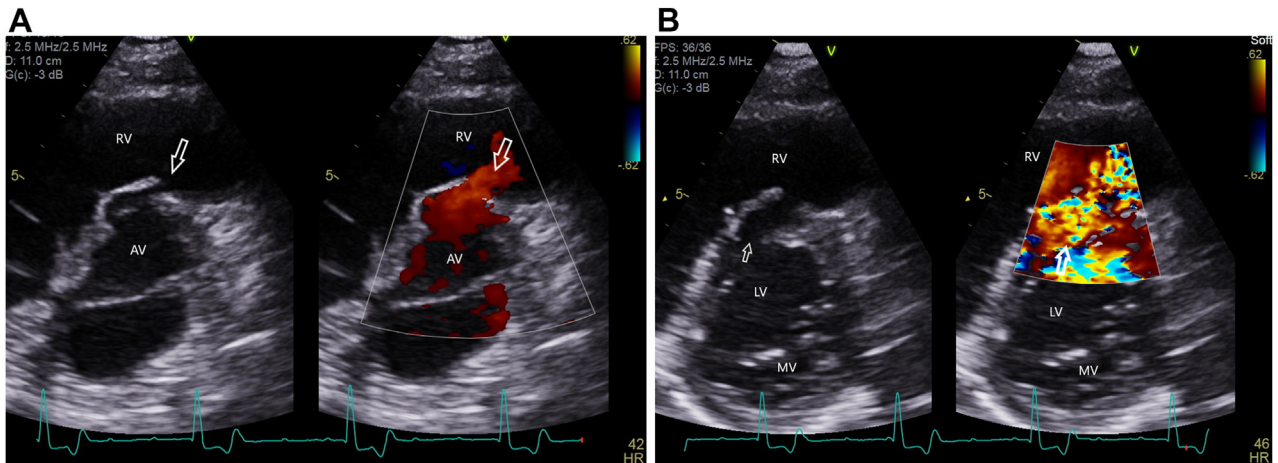 A
V
f: 2.5 MHz/2.5 MHz
D: 11.0 cm
G(c): -3 dB
.62
-.62
RV
RV
5
AV
AV
42
HR
B
FPS: 36/36
f: 2.5 MHz/2.5 MHz
D: 11.0 cm
G(c): -3 dB
V
V
Soft
.62
-.62
RV
RV
5
5
LV
LV
MV
MV
46
HR